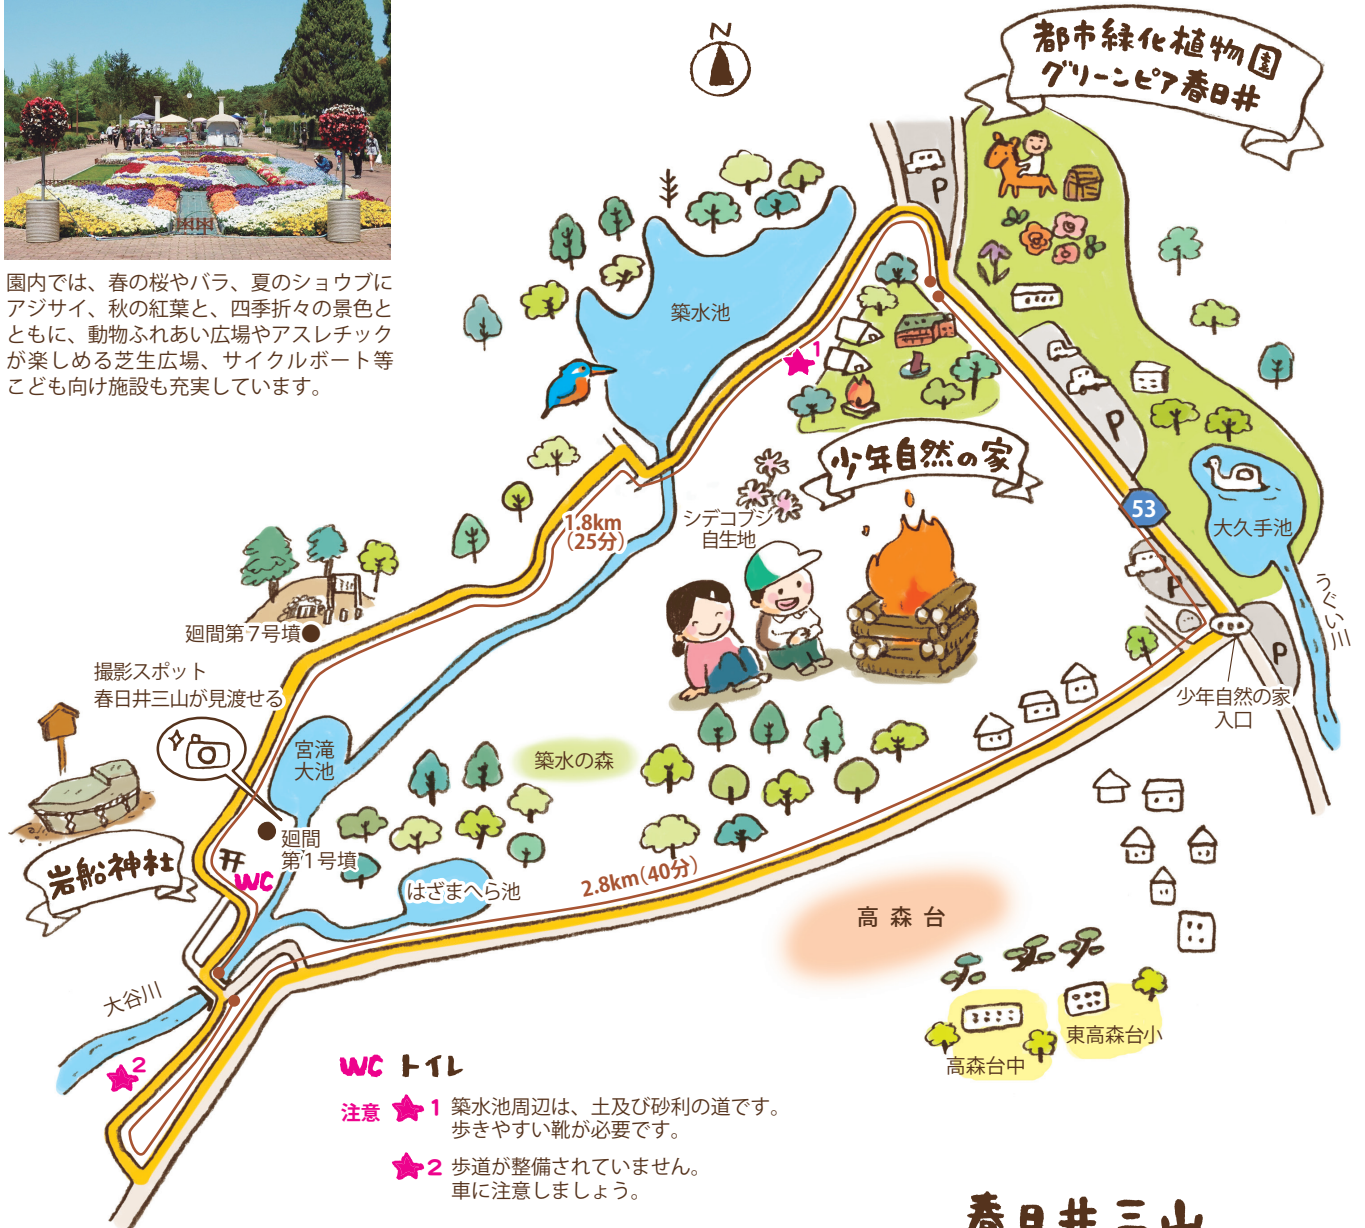 N
都市緑化植物園
グリーンピア春日井
園内では、春の桜やバラ、夏のショウブに
アジサイ、秋の紅葉と、四季折々の景色と
ともに、動物ふれあい広場やアスレチック
が楽しめる芝生広場、サイクルボート等
こども向け施設も充実しています。
P
築水池
1
P
少年自然の家
シデコブシ
自生地
53
大久手池
1.8km
(25分)
P
うぐい川
廻間第7号墳
P
撮影スポット
春日井三山が見渡せる
少年自然の家
入口
宮滝
大池
築水の森
廻間
第1号墳
岩船神社
WC
はざまへら池
2.8km(40分)
高森台
大谷川
東高森台小
高森台中
2
WC トイレ
注意 1 築水池周辺は、土及び砂利の道です。
歩きやすい靴が必要です。
2 歩道が整備されていません。
車に注意しましょう。
春日井三山